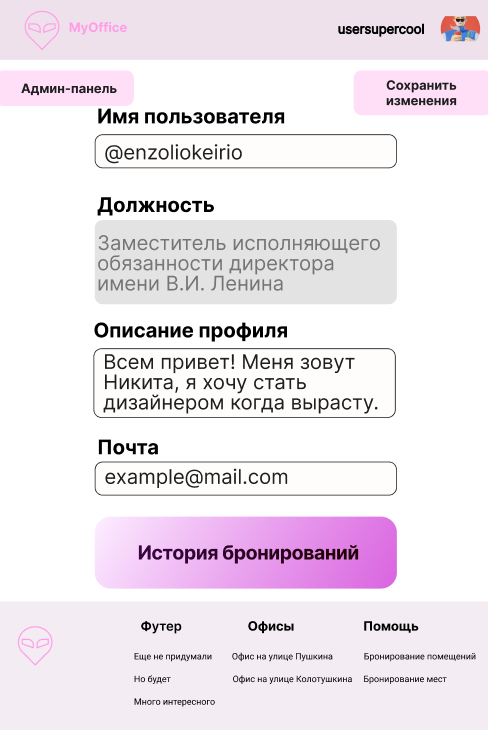 MyOffice
usersupercool
Админ-панель
Сохранить
изменения
Имя пользователя
@enzoliokeirio
Должность
Заместитель исполняющего
обязанности директора
имени В.И. Ленина
Описание профиля
Всем привет! Меня зовут
Никита, я хочу стать
дизайнером когда вырасту.
Почта
example@mail.com
История бронирований
Футер
Еще не придумали
Но будет
Много интересного
Офисы
Офис на улице Пушкина
Офис на улице Колотушкина
Помощь
Бронирование помещений
Бронирование мест